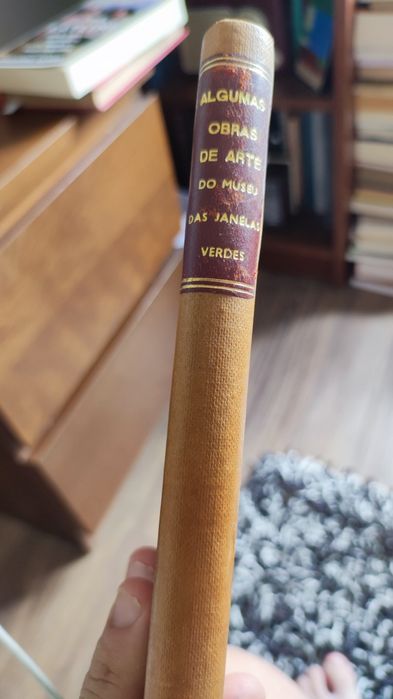 ALGUMAS
OBRAS
DE ARTE
DO MUSEU
DAS JANELAS
VERDES